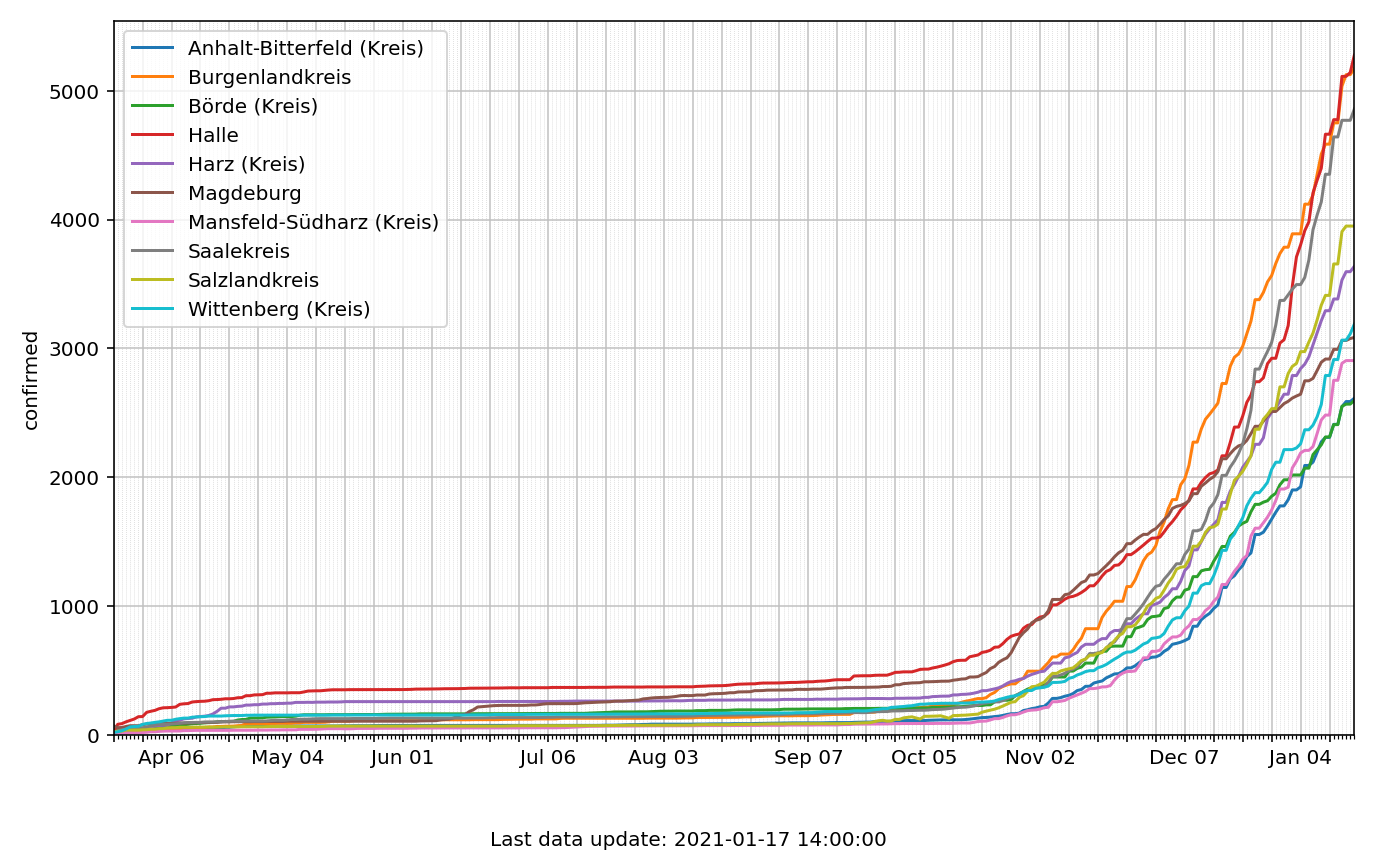 Anhalt-Bitterfeld (Kreis)
Burgenlandkreis
Börde (Kreis)
Halle
Harz (Kreis)
Magdeburg
Mansfeld-Südharz (Kreis)
Saalekreis
Salzlandkreis
Wittenberg (Kreis)
5000
4000
3000
2000
1000
0
confirmed
Apr 06 May 04 Jun 01 Jul 06 Aug 03 Sep 07 Oct 05 Nov 02 Dec 07 Jan 04
Last data update: 2021-01-17 14:00:00